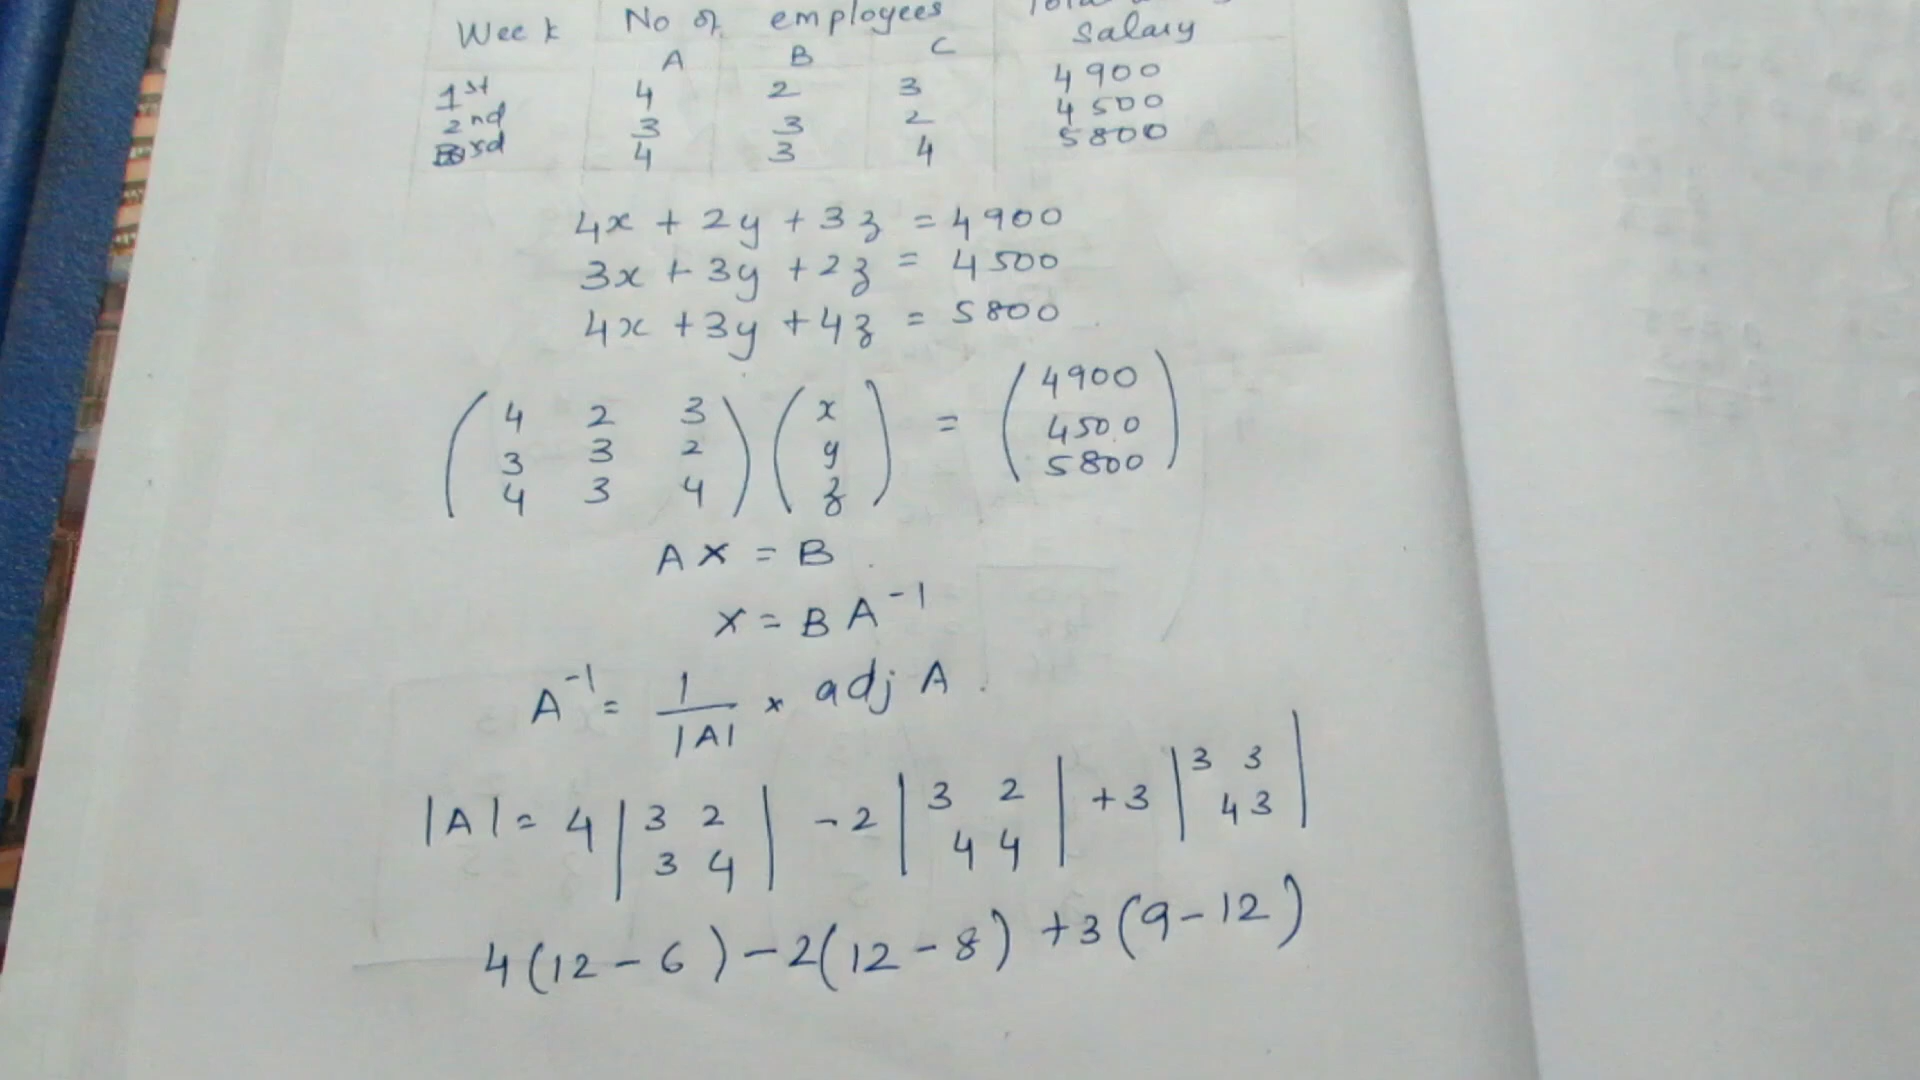 Week No of employees
Salary
A B C
1st 4 2 3 4900
2nd 3 3 2 4500
3rd 4 3 4 5800
4x + 2y + 3z = 4900
3x + 3y + 2z = 4500
4x + 3y + 4z = 5800
( 4 2 3 ) ( x ) = ( 4900 )
3 3 2 y 4500
4 3 4 z 5800
AX = B
X = BA⁻¹
A⁻¹ = 1/|A| × adj A
|A| = 4 | 3 2 | - 2 | 3 2 | + 3 | 3 3 |
3 4 4 4 4 3
4(12 - 6) - 2(12 - 8) + 3(9 - 12)